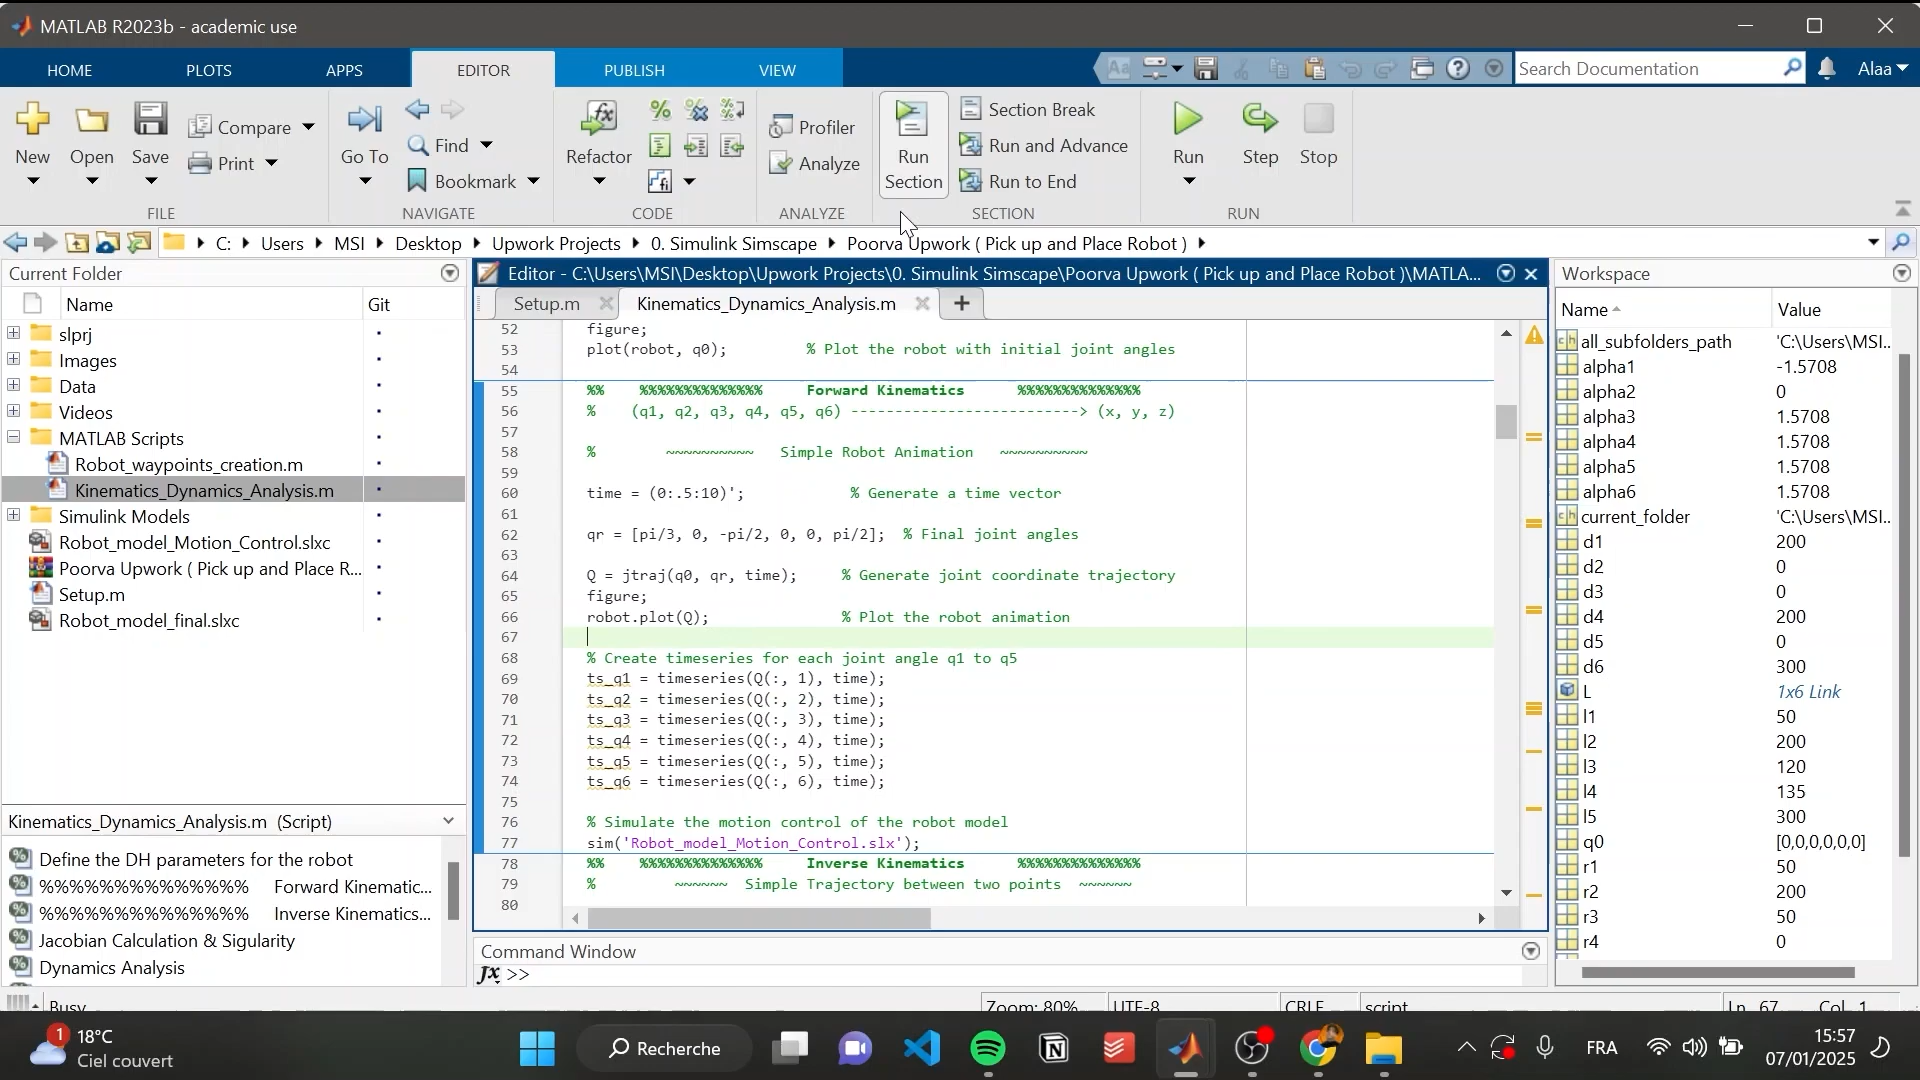 MATLAB R2023b - academic use
HOME
PLOTS
APPS
EDITOR
PUBLISH
VIEW
Search Documentation
Alaa
New
Open
Save
Compare
Print
Go To
Find
Bookmark
Refactor
Profiler
Analyze
Run Section
Section Break
Run and Advance
Run to End
Run
Step
Stop
FILE
NAVIGATE
CODE
ANALYZE
SECTION
RUN
C: Users MSI Desktop Upwork Projects 0. Simulink Simscape Poorva Upwork ( Pick up and Place Robot )
Current Folder
Name
Git
slprj
Images
Data
Videos
MATLAB Scripts
Robot_waypoints_creation.m
Kinematics_Dynamics_Analysis.m
Simulink Models
Robot_model_Motion_Control.slxc
Poorva Upwork ( Pick up and Place R...
Setup.m
Robot_model_final.slxc
Kinematics_Dynamics_Analysis.m (Script)
Define the DH parameters for the robot
%%%%%%%%%%%%%% Forward Kinematic...
%%%%%%%%%%%%%% Inverse Kinematics...
Jacobian Calculation & Sigularity
Dynamics Analysis
Editor - C:\Users\MSI\Desktop\Upwork Projects\0. Simulink Simscape\Poorva Upwork ( Pick up and Place Robot )\MATLA...
Setup.m
Kinematics_Dynamics_Analysis.m
52 figure;
53 plot(robot, q0); % Plot the robot with initial joint angles
54
55 %% %%%%%%%%%%%%%% Forward Kinematics %%%%%%%%%%%%%%
56 % (q1, q2, q3, q4, q5, q6) --------------------------> (x, y, z)
57
58 % ~~~~~~~~~~ Simple Robot Animation ~~~~~~~~~~
59
60 time = (0:.5:10)'; % Generate a time vector
61
62 qr = [pi/3, 0, -pi/2, 0, 0, pi/2]; % Final joint angles
63
64 Q = jtraj(q0, qr, time); % Generate joint coordinate trajectory
65 figure;
66 robot.plot(Q); % Plot the robot animation
67
68 % Create timeseries for each joint angle q1 to q5
69 ts_q1 = timeseries(Q(:, 1), time);
70 ts_q2 = timeseries(Q(:, 2), time);
71 ts_q3 = timeseries(Q(:, 3), time);
72 ts_q4 = timeseries(Q(:, 4), time);
73 ts_q5 = timeseries(Q(:, 5), time);
74 ts_q6 = timeseries(Q(:, 6), time);
75
76 % Simulate the motion control of the robot model
77 sim('Robot_model_Motion_Control.slx');
78 %% %%%%%%%%%%%%%% Inverse Kinematics %%%%%%%%%%%%%%
79 % ~~~~~~ Simple Trajectory between two points ~~~~~~
80
Command Window
fx >>
Workspace
Name Value
all_subfolders_path 'C:\Users\MSI..
alpha1 -1.5708
alpha2 0
alpha3 1.5708
alpha4 1.5708
alpha5 1.5708
alpha6 1.5708
current_folder 'C:\Users\MSI..
d1 200
d2 0
d3 0
d4 200
d5 0
d6 300
L 1x6 Link
l1 50
l2 200
l3 120
l4 135
l5 300
q0 [0,0,0,0,0,0]
r1 50
r2 200
r3 50
r4 0
Busy
Zoom: 80%
UTF-8
CRLF
script
Ln 67 Col 1
1
18°C
Ciel couvert
Recherche
FRA
15:57
07/01/2025